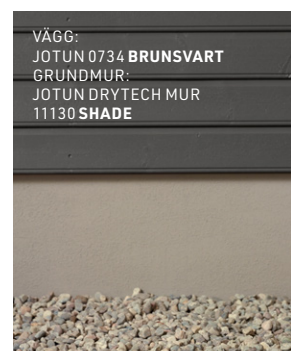 VÄGG:
JOTUN 0734 BRUNSVART
GRUNDMUR:
JOTUN DRYTECH MUR
11130 SHADE